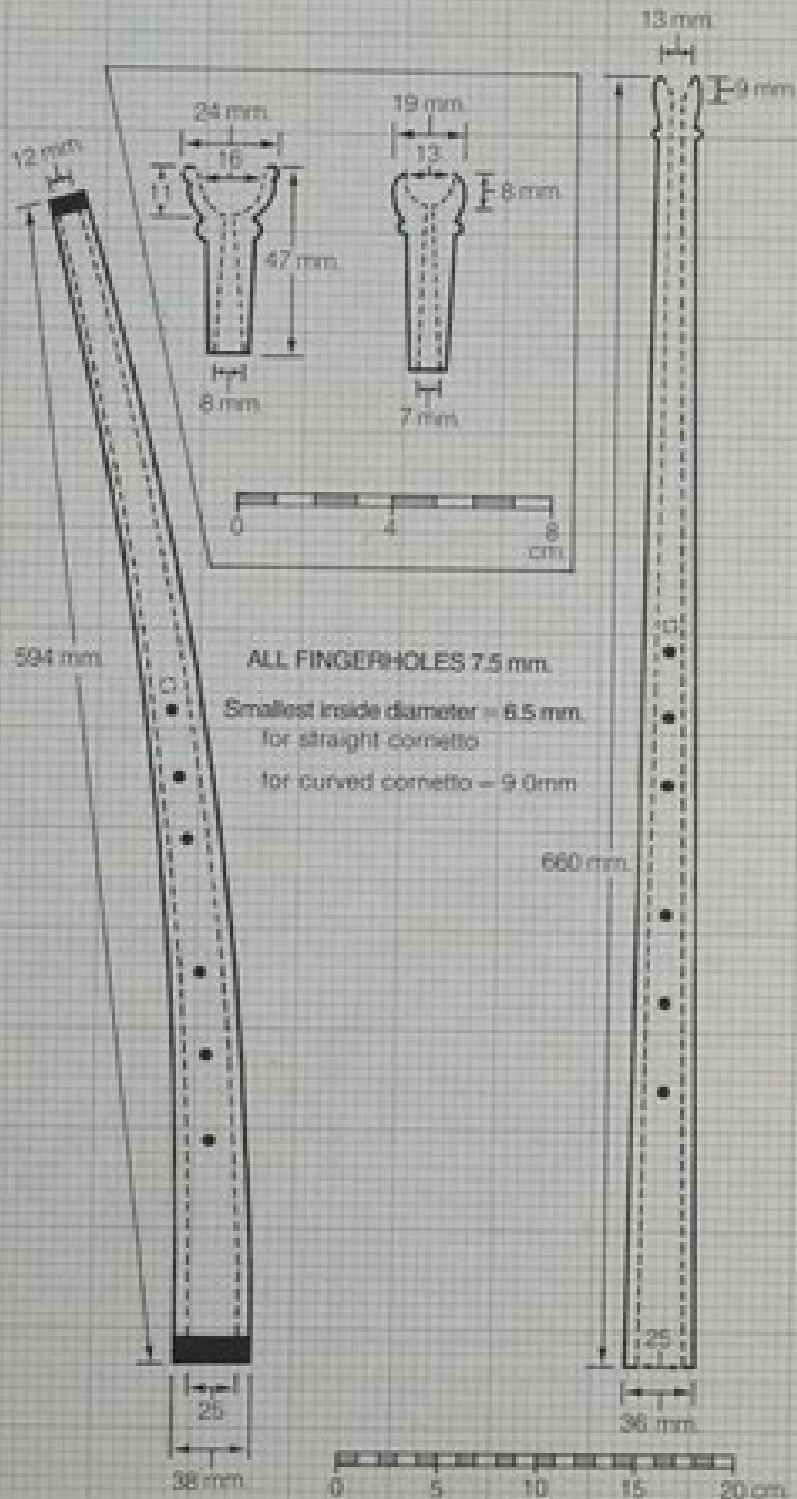 13 mm.
9 mm.
24 mm.
16
11
47 mm.
8 mm.
19 mm.
13
8 mm.
7 mm.
12 mm.
0 4 8
cm.
594 mm.
ALL FINGERHOLES 7.5 mm.
Smallest inside diameter = 6.5 mm.
for straight cornetto
for curved cornetto = 9.0mm
660 mm.
25
38 mm.
25
36 mm.
0 5 10 15 20 cm.